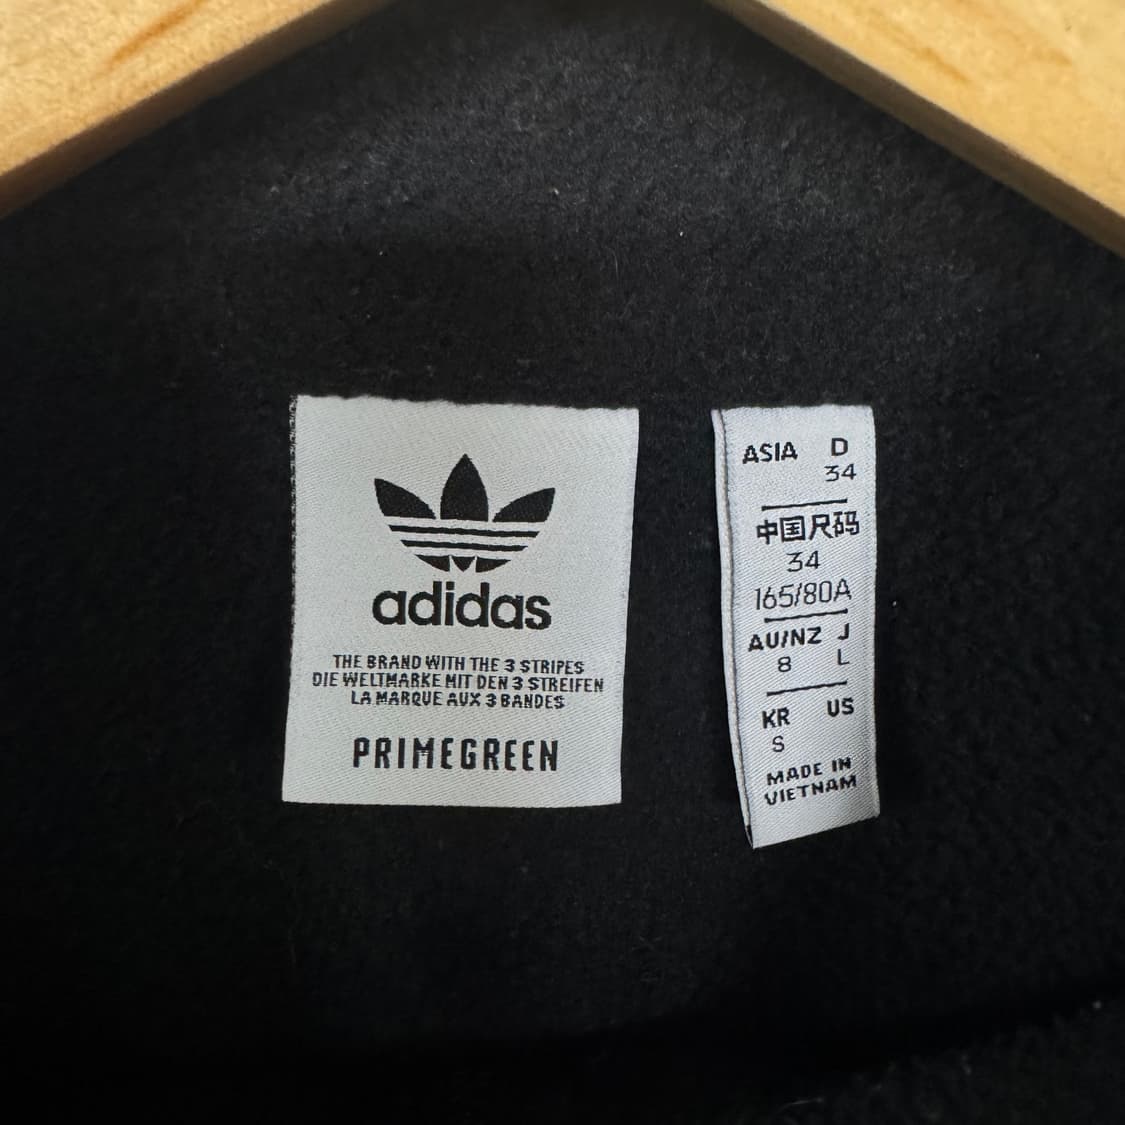 adidas
THE BRAND WITH THE 3 STRIPES
DIE WELTMARKE MIT DEN 3 STREIFEN
LA MARQUE AUX 3 BANDES
PRIMEGREEN
ASIA D
34
中国尺码
34
165/80A
AU/NZ J
8 L
KR US
S
MADE IN
VIETNAM